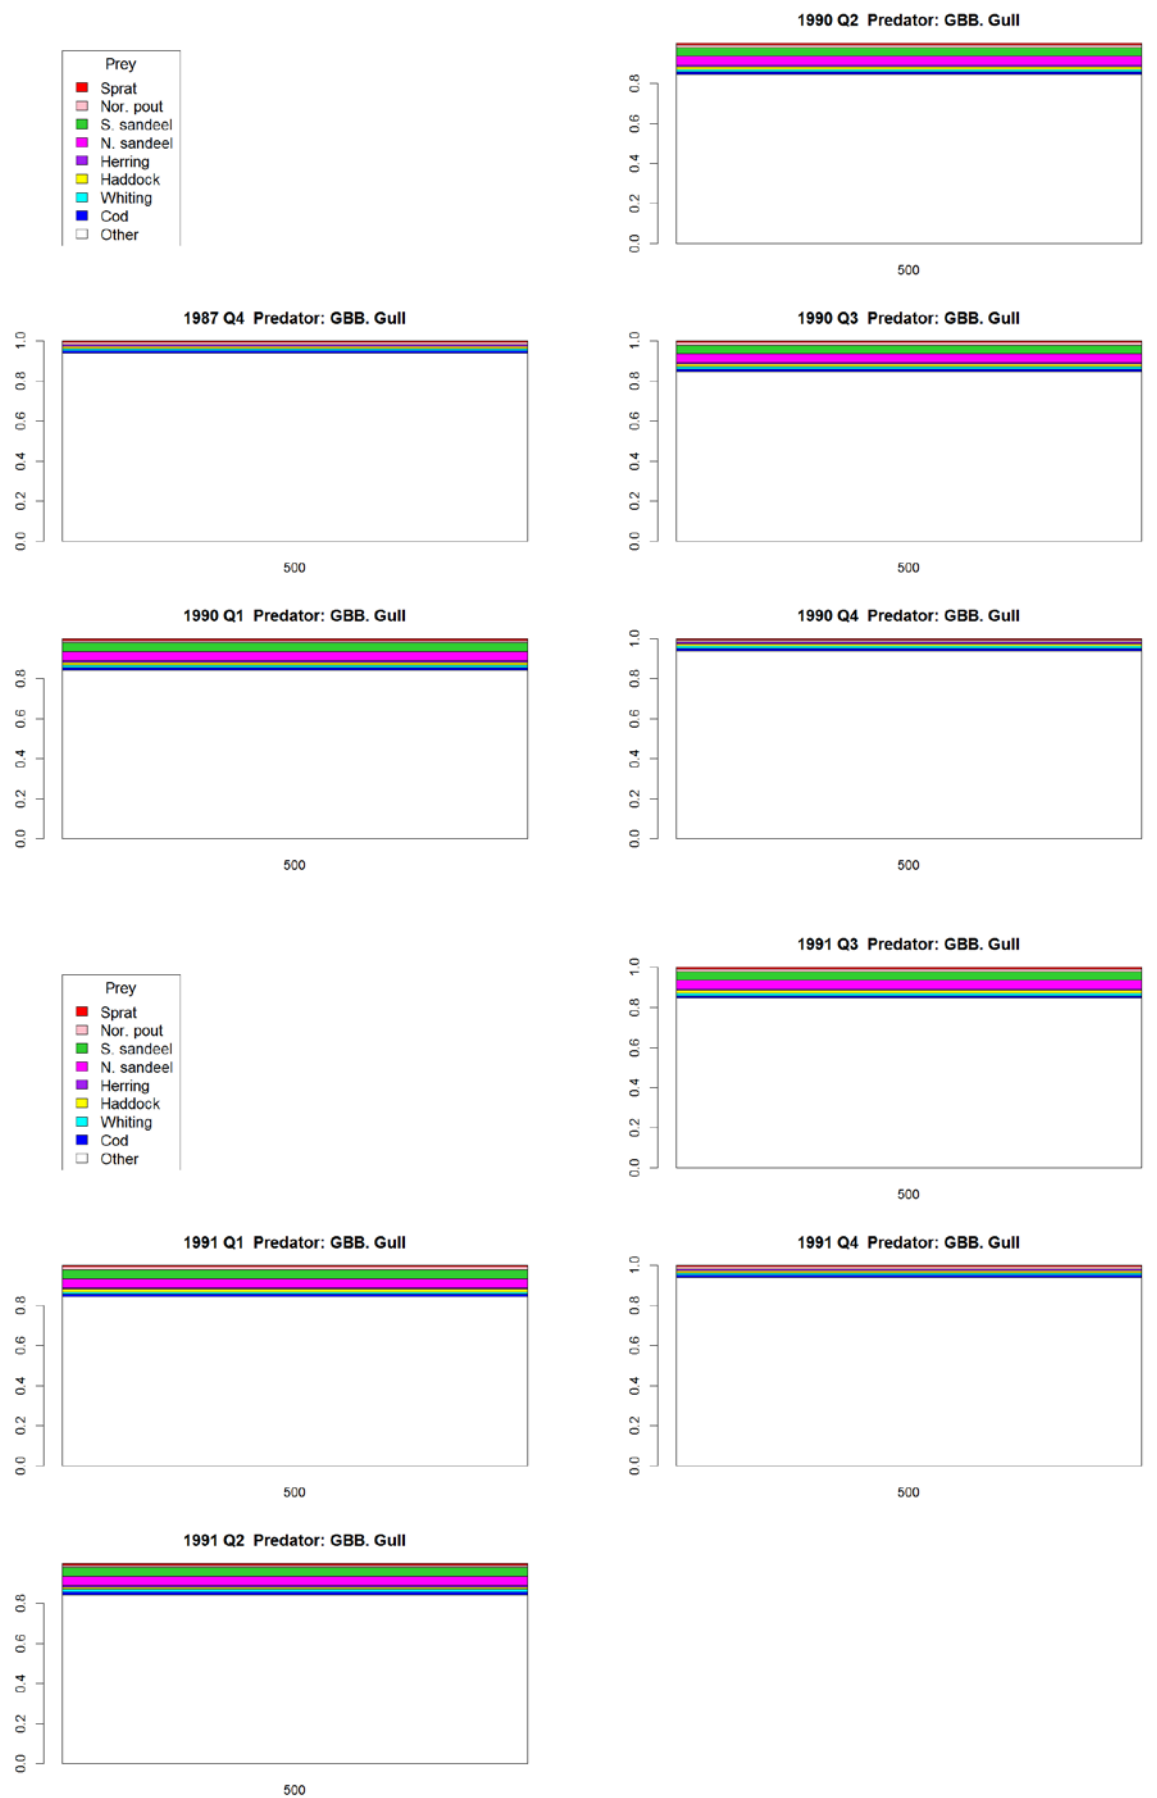 Prey
Sprat
Nor. pout
S. sandeel
N. sandeel
Herring
Haddock
Whiting
Cod
Other
1990 Q2 Predator: GBB. Gull
0.8
0.6
0.4
0.2
0.0
500
1987 Q4 Predator: GBB. Gull
1.0
0.8
0.6
0.4
0.2
0.0
500
1990 Q3 Predator: GBB. Gull
1.0
0.8
0.6
0.4
0.2
0.0
500
1990 Q1 Predator: GBB. Gull
0.8
0.6
0.4
0.2
0.0
500
1990 Q4 Predator: GBB. Gull
1.0
0.8
0.6
0.4
0.2
0.0
500
Prey
Sprat
Nor. pout
S. sandeel
N. sandeel
Herring
Haddock
Whiting
Cod
Other
1991 Q3 Predator: GBB. Gull
1.0
0.8
0.6
0.4
0.2
0.0
500
1991 Q1 Predator: GBB. Gull
0.8
0.6
0.4
0.2
0.0
500
1991 Q4 Predator: GBB. Gull
1.0
0.8
0.6
0.4
0.2
0.0
500
1991 Q2 Predator: GBB. Gull
0.8
0.6
0.4
0.2
0.0
500